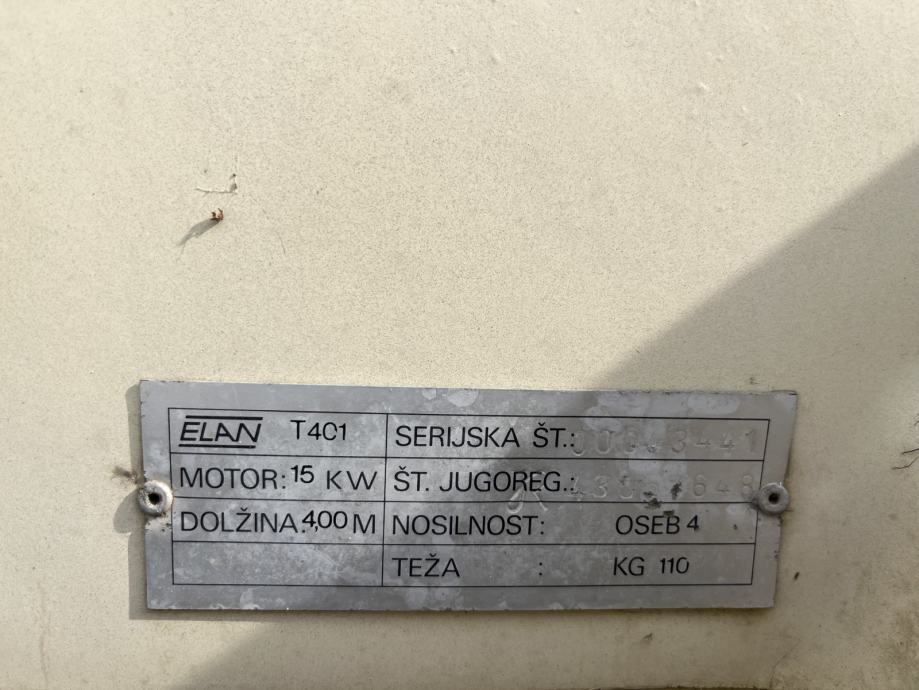 ELAN T401 SERIJSKA ŠT.:
MOTOR: 15 KW ŠT. JUGOREG.:
DOLŽINA: 4,00 M NOSILNOST: OSEB 4
TEŽA : KG 110